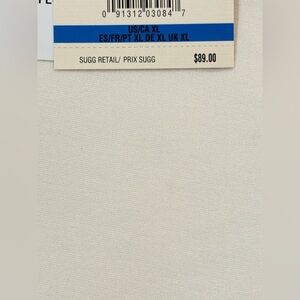 0 91312 03084 7
US/CA XL
ES/FR/PT XL DE XL UK XL
SUGG RETAIL/ PRIX SUGG $89.00